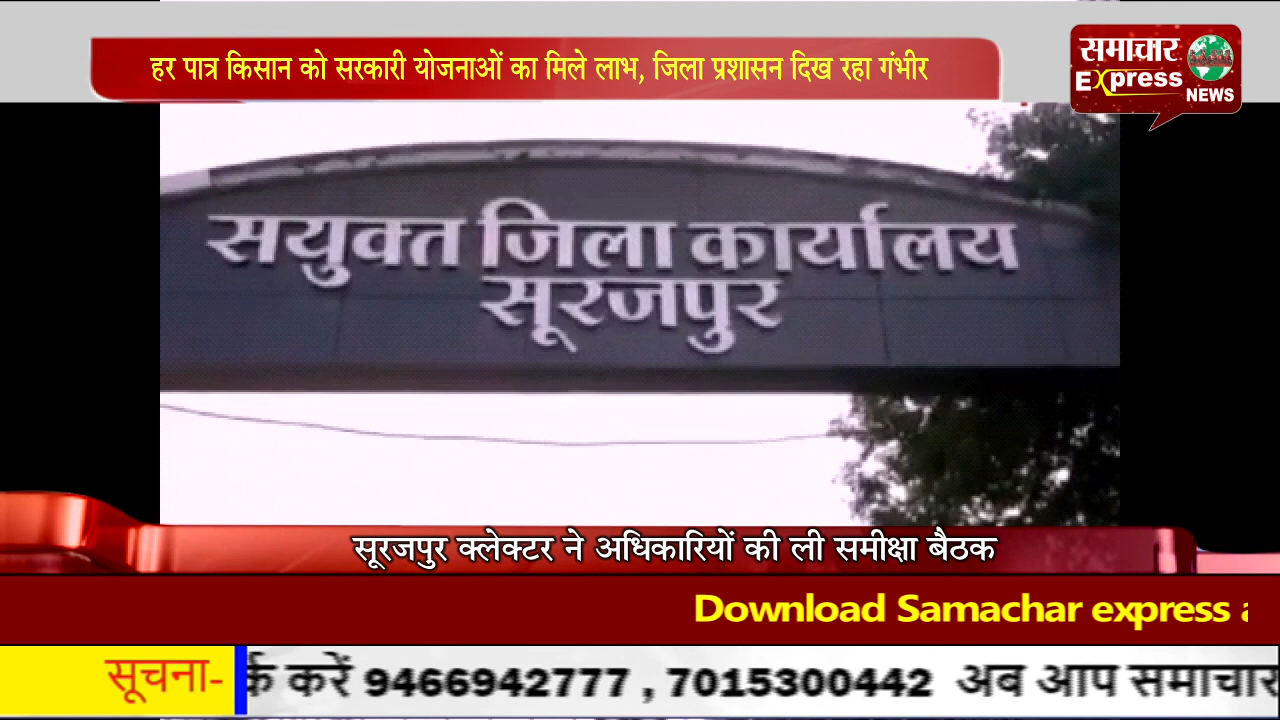 हर पात्र किसान को सरकारी योजनाओं का मिले लाभ, जिला प्रशासन दिख रहा गंभीर
समाचार
Express
NEWS
सयुक्त जिला कार्यालय
सूरजपुर
सूरजपुर क्लेक्टर ने अधिकारियों की ली समीक्षा बैठक
Download Samachar express
सूचना- करें 9466942777 , 7015300442 अब आप समाचार